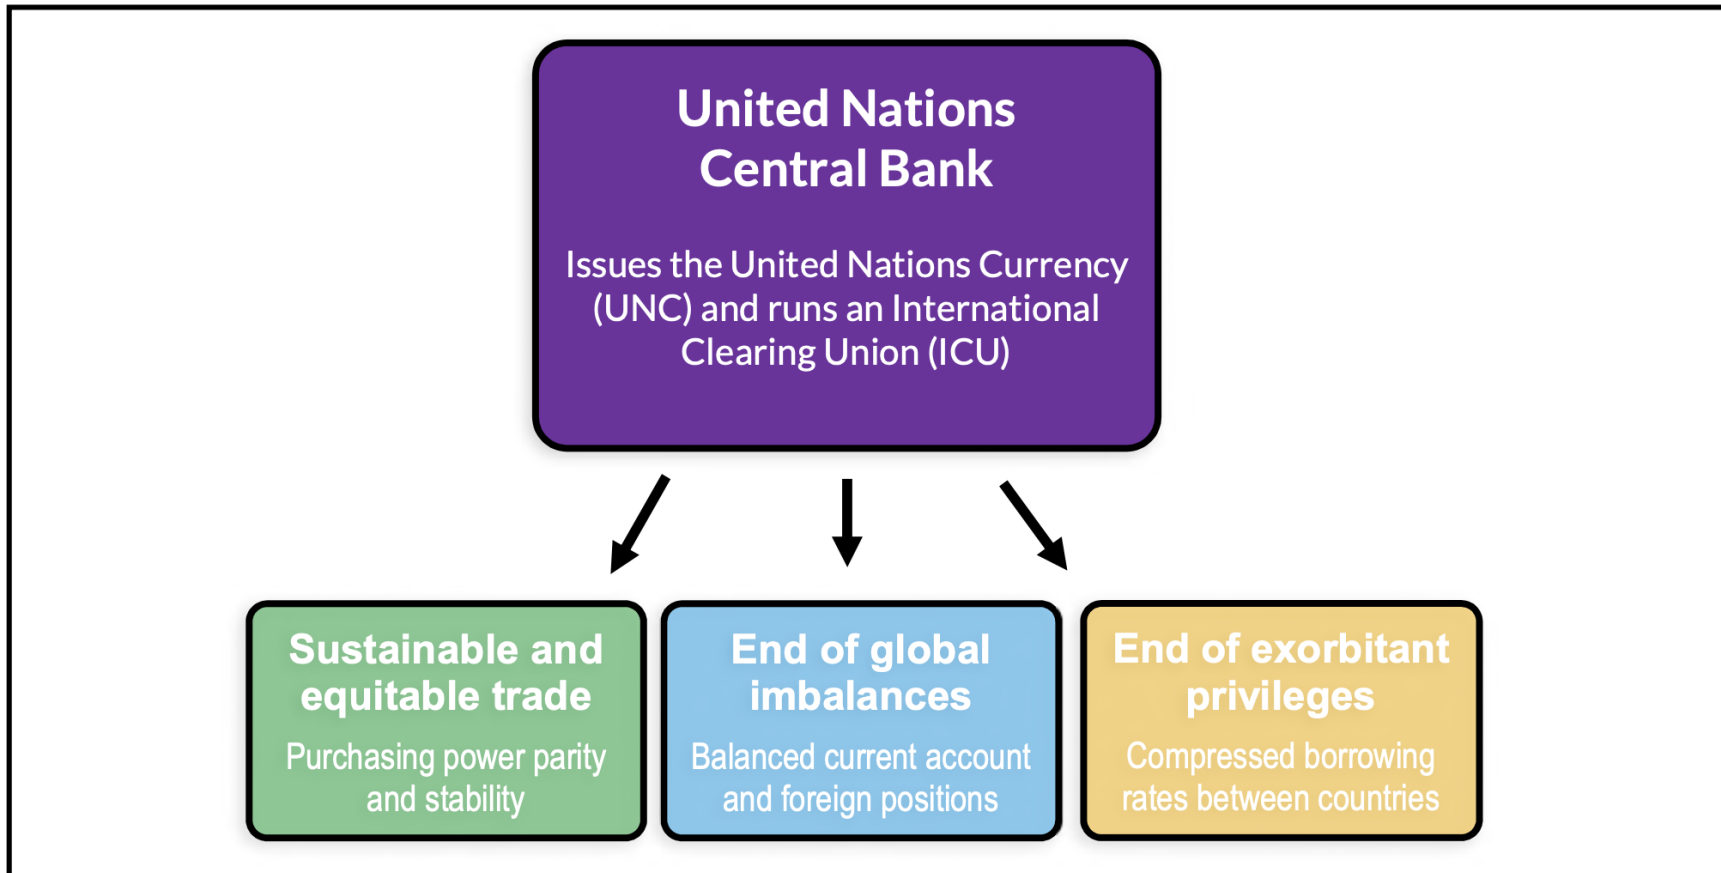 United Nations
Central Bank
Issues the United Nations Currency
(UNC) and runs an International
Clearing Union (ICU)
Sustainable and
equitable trade
Purchasing power parity
and stability
End of global
imbalances
Balanced current account
and foreign positions
End of exorbitant
privileges
Compressed borrowing
rates between countries